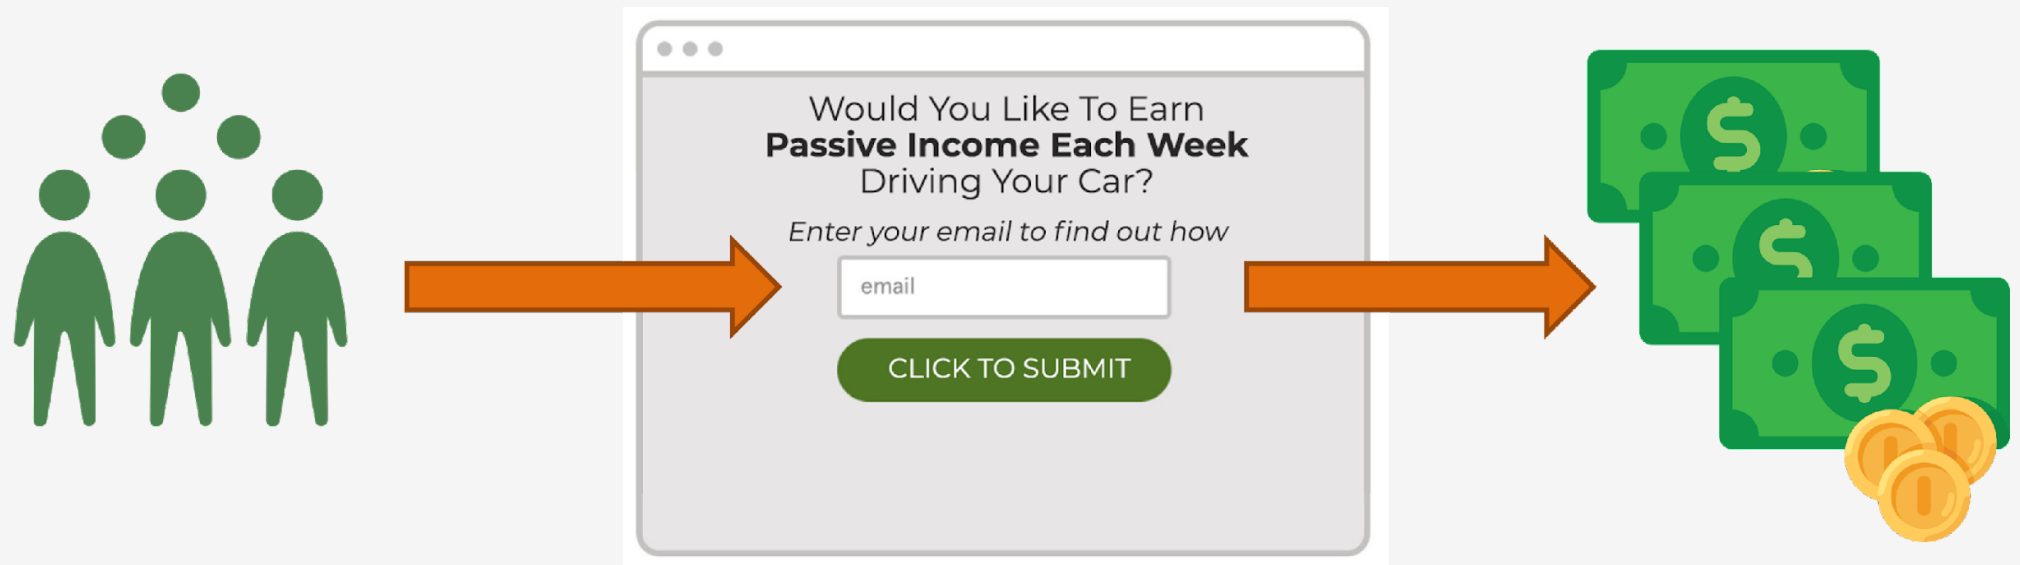 Would You Like To Earn
Passive Income Each Week
Driving Your Car?
Enter your email to find out how
email
CLICK TO SUBMIT
$
$
$